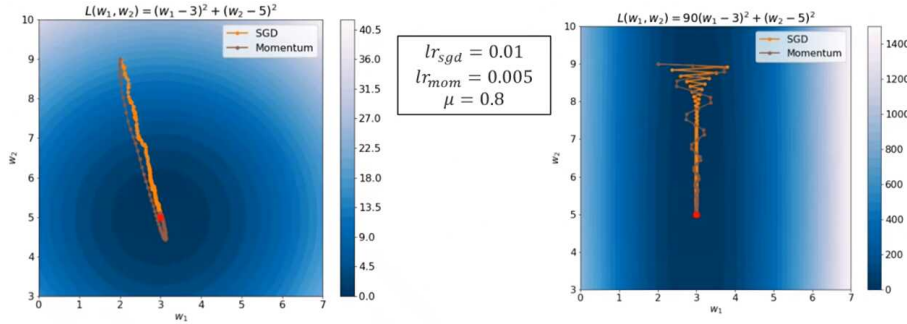 L(w₁, w₂) = (w₁ − 3)² + (w₂ − 5)²
10
9
8
7
6
5
4
3
w₂
SGD
Momentum
0 1 2 3 4 5 6 7
w₁
40.5
36.0
31.5
27.0
22.5
18.0
13.5
9.0
4.5
0.0
lr_sgd = 0.01
lr_mom = 0.005
μ = 0.8
L(w₁, w₂) = 90(w₁ − 3)² + (w₂ − 5)²
10
9
8
7
6
5
4
3
w₂
SGD
Momentum
0 1 2 3 4 5 6 7
w₁
1400
1200
1000
800
600
400
200
0